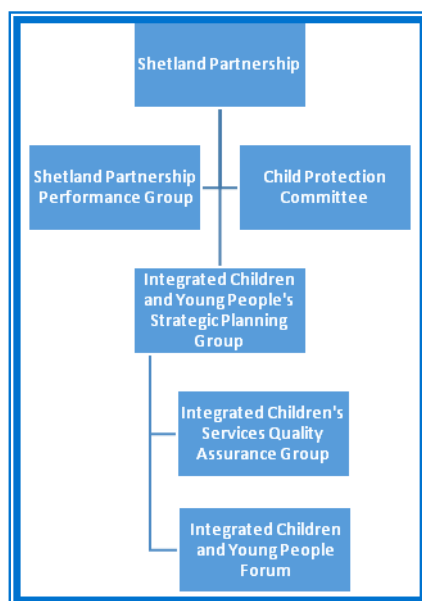 Shetland Partnership
Shetland Partnership
Performance Group
Child Protection
Committee
Integrated Children
and Young People's
Strategic Planning
Group
Integrated Children's
Services Quality
Assurance Group
Integrated Children
and Young People
Forum